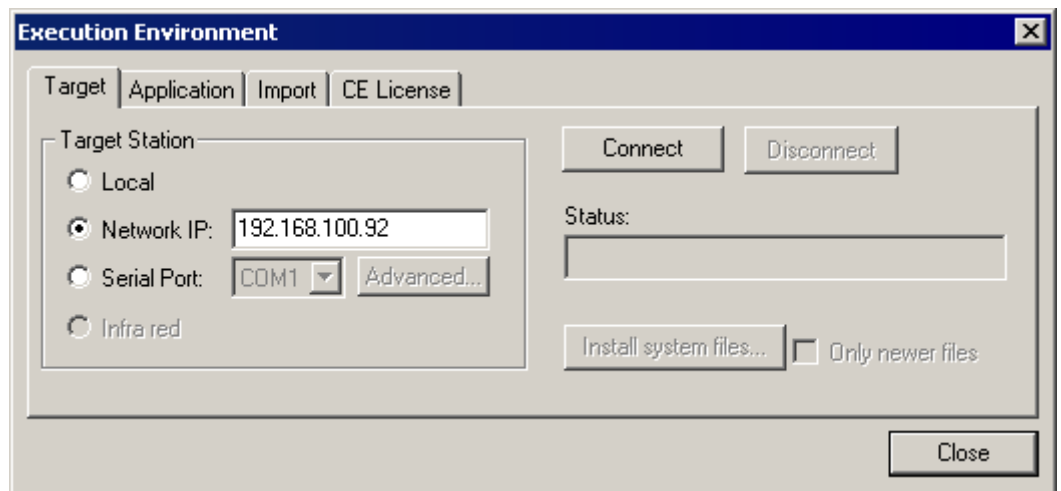 Execution Environment
Target Application Import CE License
Target Station
Local
Network IP: 192.168.100.92
Serial Port: COM1 Advanced...
Infra red
Connect Disconnect
Status:
Install system files... Only newer files
Close